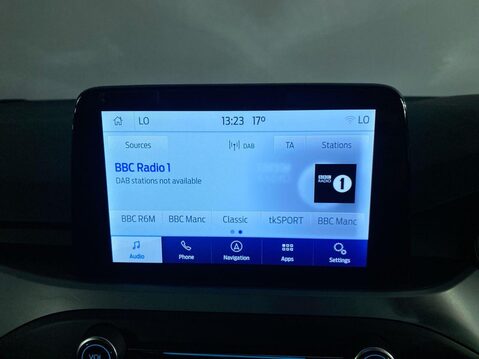 LO 13:23 17° LO
Sources DAB TA Stations
BBC Radio 1
DAB stations not available
BBC RADIO 1
BBC R6M BBC Manc Classic tkSPORT BBC Manc
Audio Phone Navigation Apps Settings
VOL